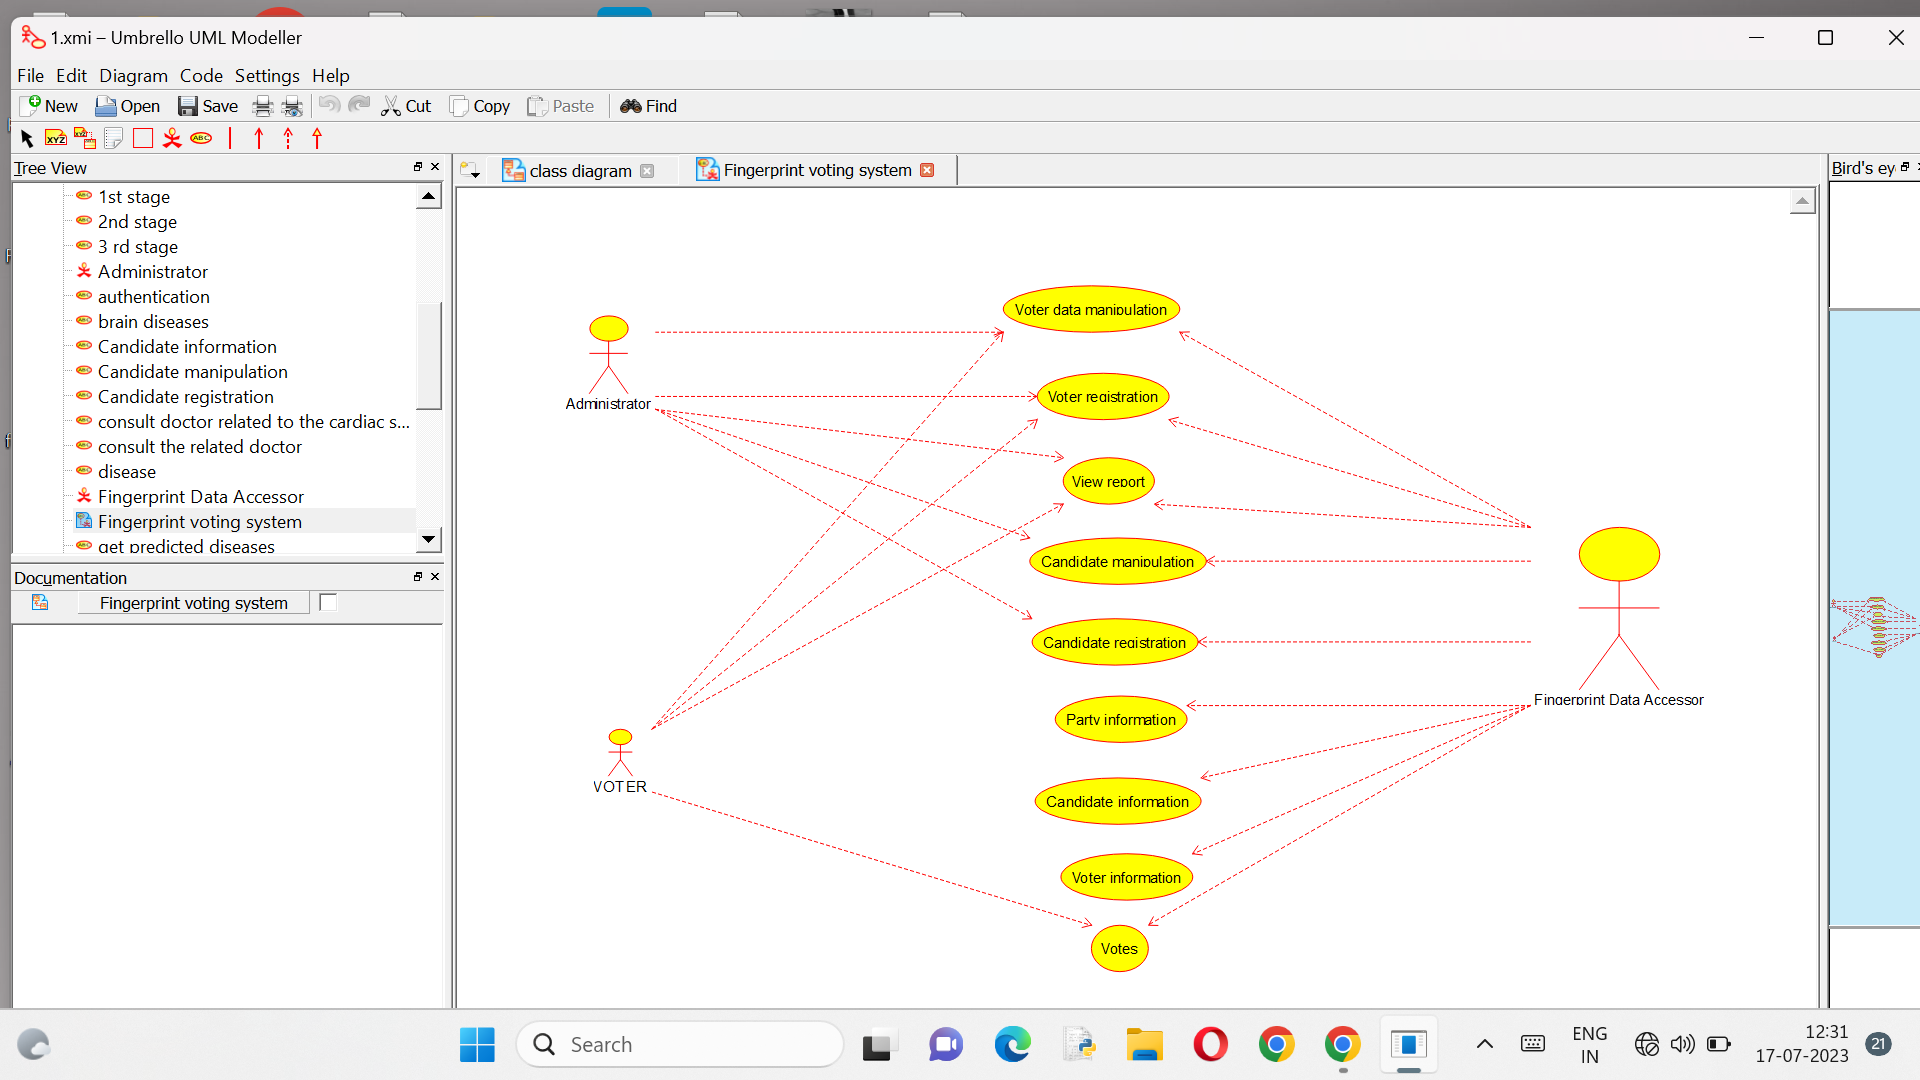 1.xmi – Umbrello UML Modeller
File Edit Diagram Code Settings Help
New Open Save Cut Copy Paste Find
XYZ XYZ ABC
Tree View
1st stage
2nd stage
3 rd stage
Administrator
authentication
brain diseases
Candidate information
Candidate manipulation
Candidate registration
consult doctor related to the cardiac s...
consult the related doctor
disease
Fingerprint Data Accessor
Fingerprint voting system
get predicted diseases
Documentation
Fingerprint voting system
class diagram
Fingerprint voting system
Voter data manipulation
Administrator
Voter registration
View report
Candidate manipulation
Candidate registration
Fingerprint Data Accessor
Party information
VOTER
Candidate information
Voter information
Votes
Bird's ey
Search
ENG
IN
12:31
17-07-2023
21